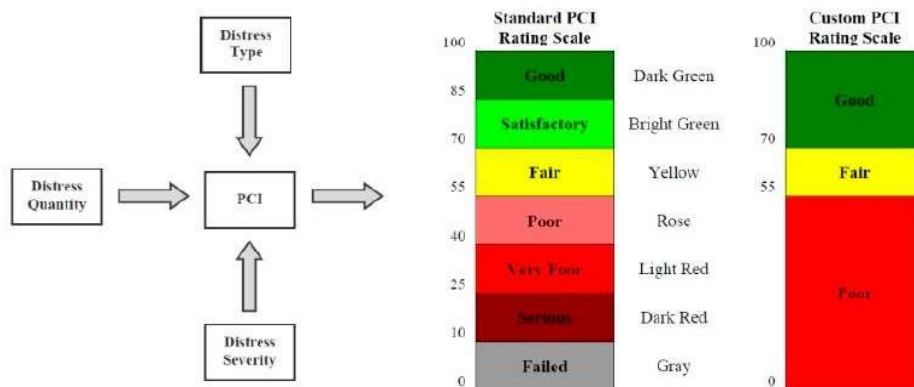 Distress
Type
Distress
Quantity
PCI
Distress
Severity
Standard PCI
Rating Scale
100
Good
Dark Green
85
Satisfactory
Bright Green
70
Fair
Yellow
55
Poor
Rose
40
Very Poor
Light Red
25
Serious
Dark Red
10
Failed
Gray
0
Custom PCI
Rating Scale
100
Good
70
Fair
55
Poor
0